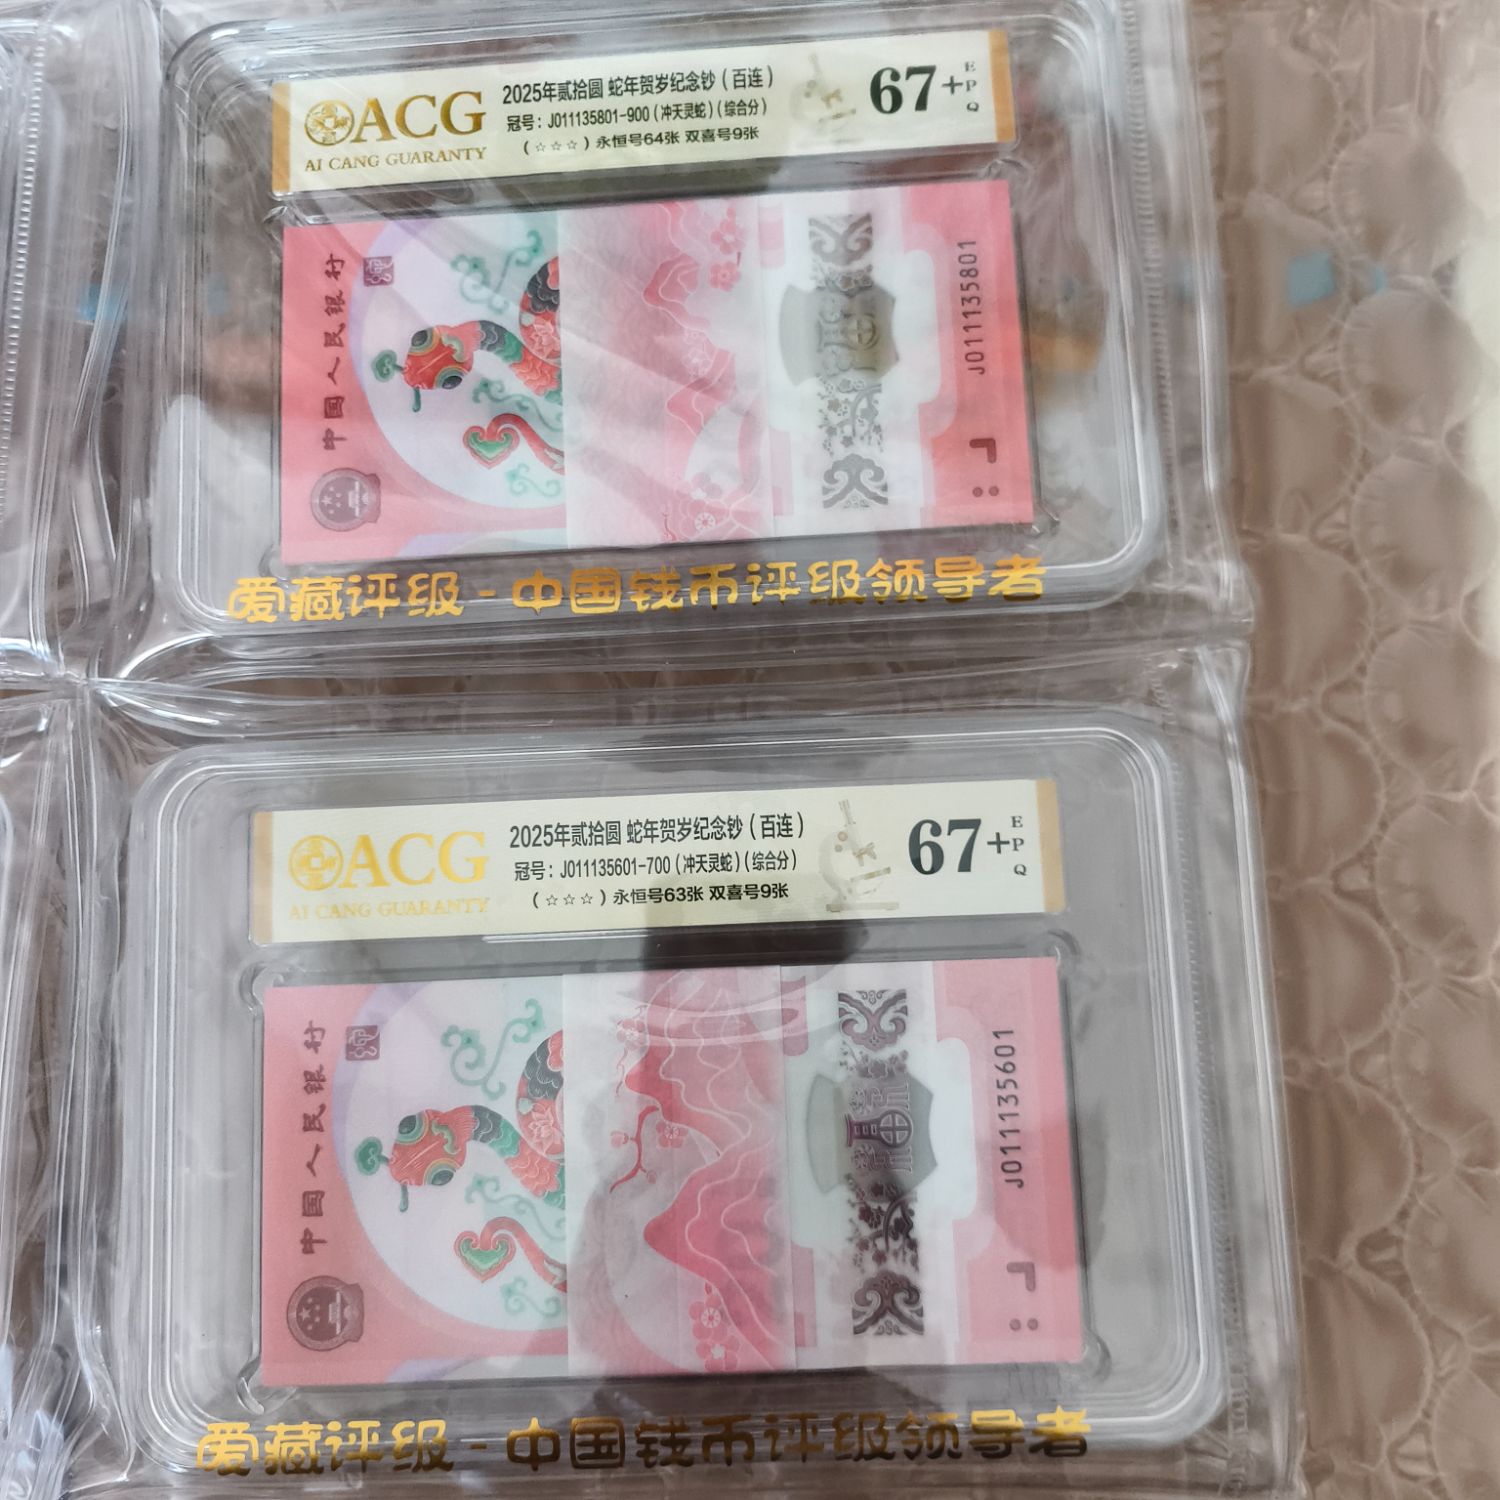 ACG
AI CANG GUARANTY
2025年贰拾圆 蛇年贺岁纪念钞(百连)
冠号:J011135801-900(冲天灵蛇)(综合分)
(☆☆☆)永恒号64张 双喜号9张
67+
EPQ
中国人民银行
J011135801
爱藏评级-中国钱币评级领导者
ACG
AI CANG GUARANTY
2025年贰拾圆 蛇年贺岁纪念钞(百连)
冠号:J011135601-700(冲天灵蛇)(综合分)
(☆☆☆)永恒号63张 双喜号9张
67+
EPQ
中国人民银行
J011135601
爱藏评级-中国钱币评级领导者